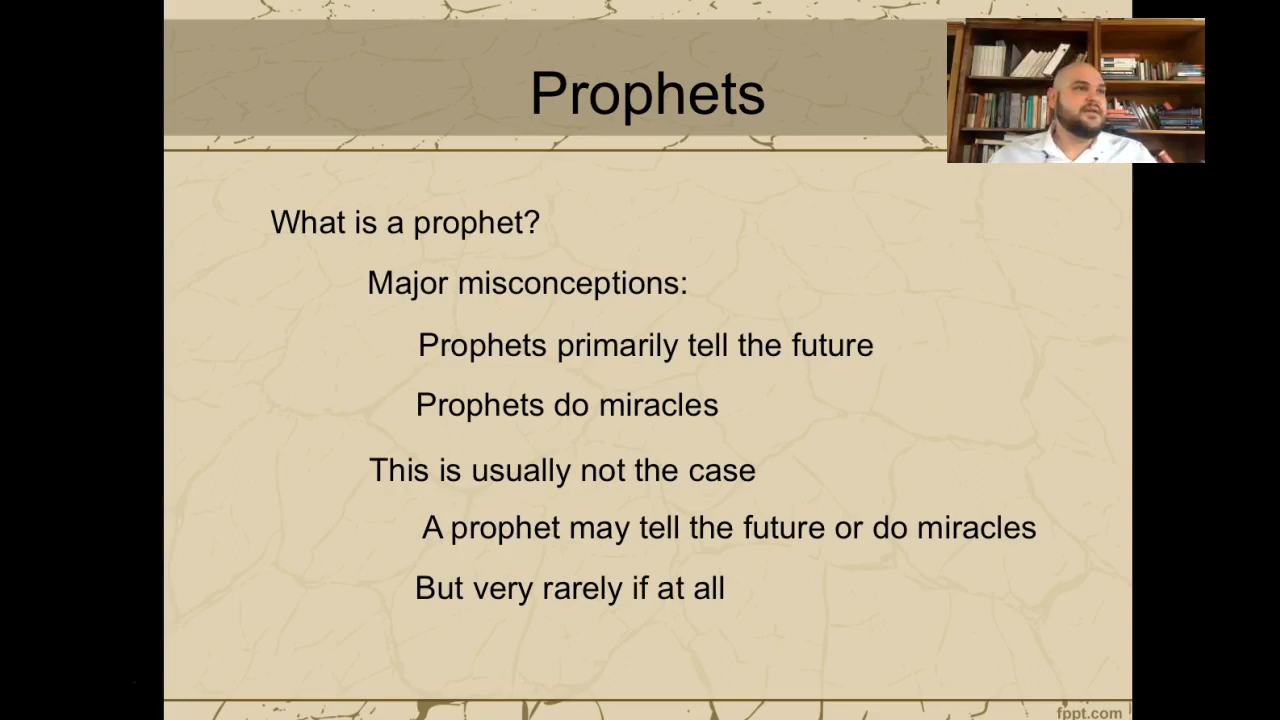 Prophets
What is a prophet?
Major misconceptions:
Prophets primarily tell the future
Prophets do miracles
This is usually not the case
A prophet may tell the future or do miracles
But very rarely if at all
fppt.com